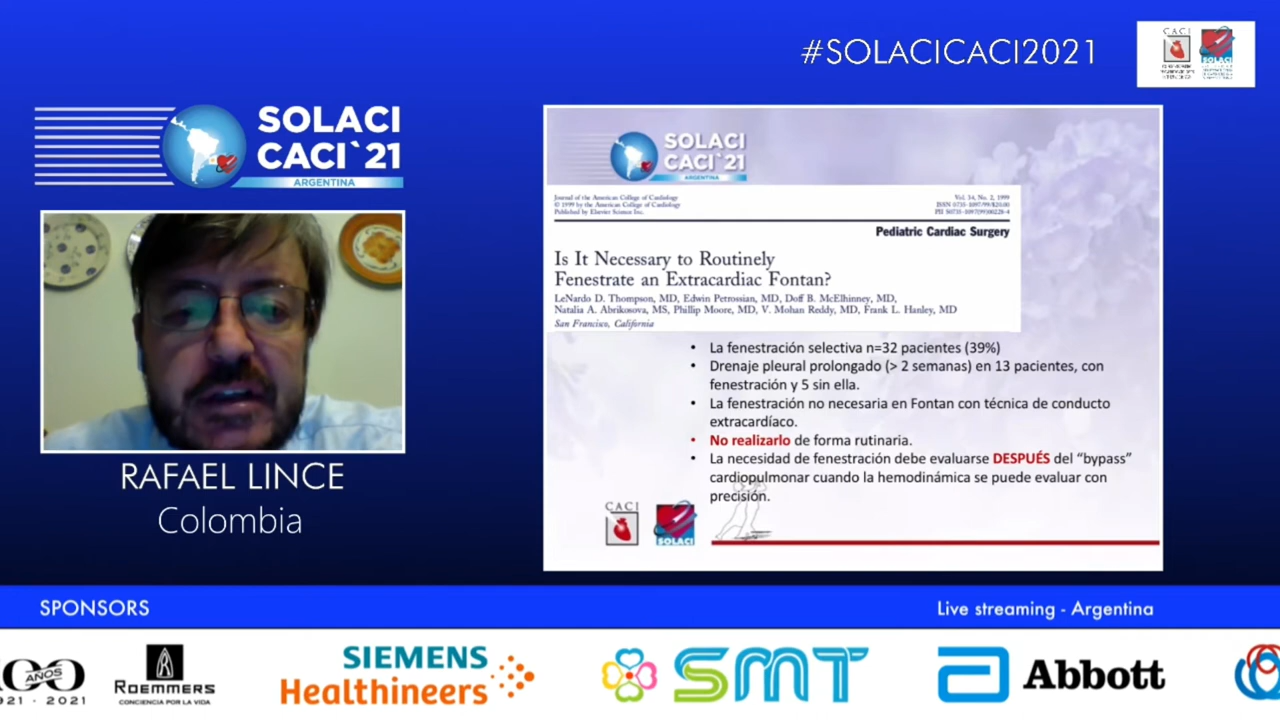 #SOLACICACI2021
CACI
SOLACI
SOLACI
CACI`21
ARGENTINA
RAFAEL LINCE
Colombia
SOLACI
CACI`21
ARGENTINA
Journal of the American College of Cardiology
© 1999 by the American College of Cardiology
Published by Elsevier Science Inc.
Vol. 34, No. 2, 1999
Pediatric Cardiac Surgery
Is It Necessary to Routinely
Fenestrate an Extracardiac Fontan?
LeNardo D. Thompson, MD, Edwin Petrossian, MD, Doff B. McElhinney, MD,
Natalia A. Abrikosova, MS, Phillip Moore, MD, V. Mohan Reddy, MD, Frank L. Hanley, MD
San Francisco, California
• La fenestración selectiva n=32 pacientes (39%)
• Drenaje pleural prolongado (> 2 semanas) en 13 pacientes, con
fenestración y 5 sin ella.
• La fenestración no necesaria en Fontan con técnica de conducto
extracardíaco.
• No realizarlo de forma rutinaria.
• La necesidad de fenestración debe evaluarse DESPUÉS del “bypass”
cardiopulmonar cuando la hemodinámica se puede evaluar con
precisión.
CACI
SOLACI
SPONSORS
Live streaming - Argentina
AÑOS
921 · 2021
ROEMMERS
CONCIENCIA POR LA VIDA
SIEMENS
Healthineers
SMT
Abbott